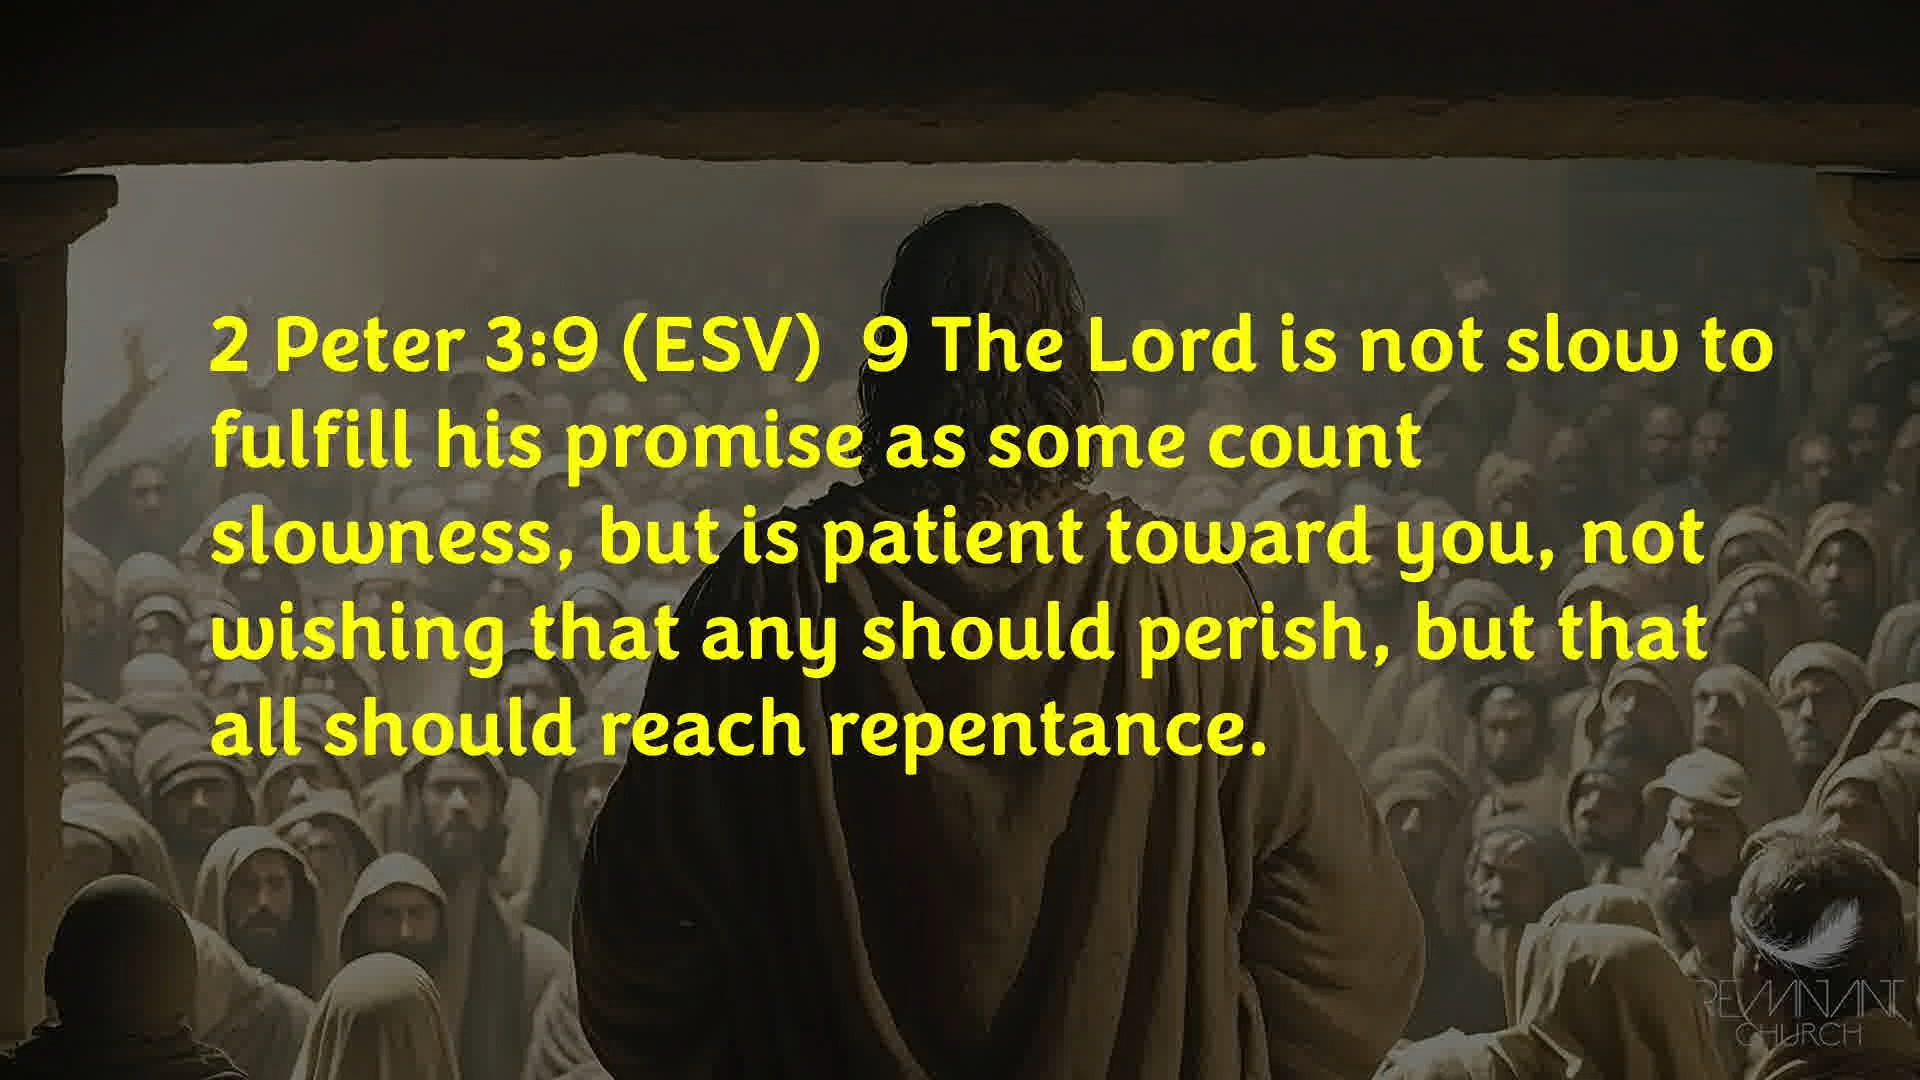 2 Peter 3:9 (ESV)  9 The Lord is not slow to
fulfill his promise as some count
slowness, but is patient toward you, not
wishing that any should perish, but that
all should reach repentance.
REMNANT
CHURCH